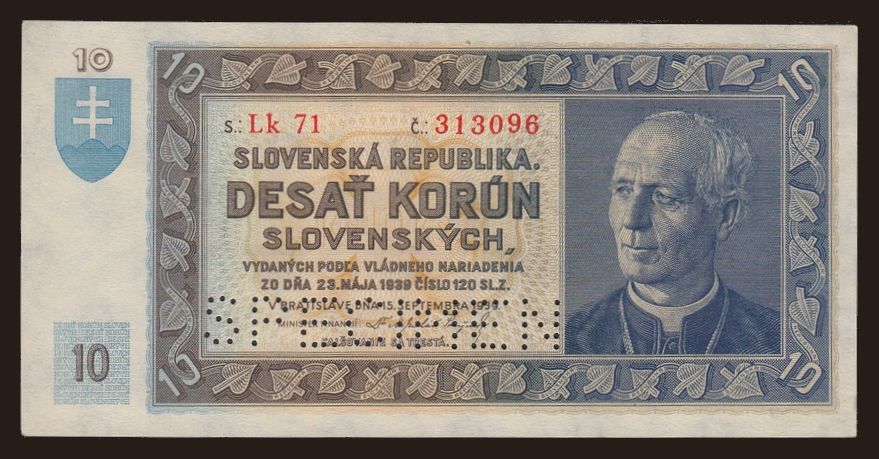 10
10 10
S.: Lk 71 Č.: 313096
SLOVENSKÁ REPUBLIKA.
DESAŤ KORÚN
SLOVENSKÝCH,
VYDANÝCH PODĽA VLÁDNEHO NARIADENIA
ZO DŇA 23. MÁJA 1939 ČÍSLO 120 SL. Z.
V BRATISLAVE DŇA 15. SEPTEMBRA 1939.
SPECIMEN
MINISTER FINANCIÍ:
FALŠOVANIE SA TRESTÁ.
10
10 10